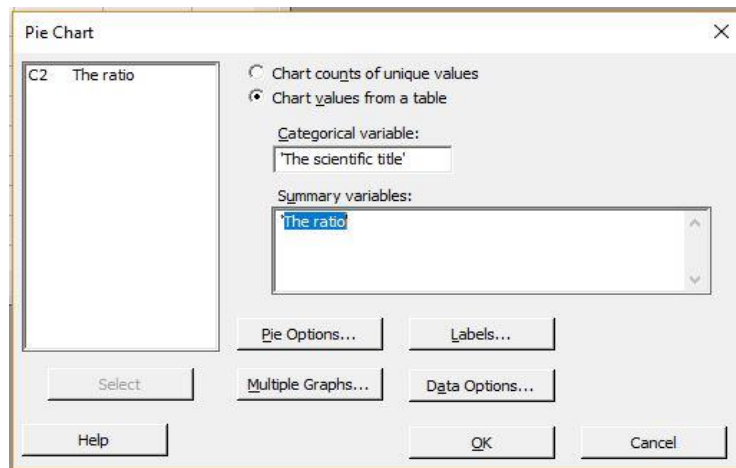 Pie Chart
C2 The ratio
Chart counts of unique values
Chart values from a table
Categorical variable:
'The scientific title'
Summary variables:
'The ratio'
Pie Options...
Labels...
Select
Multiple Graphs...
Data Options...
Help
OK
Cancel